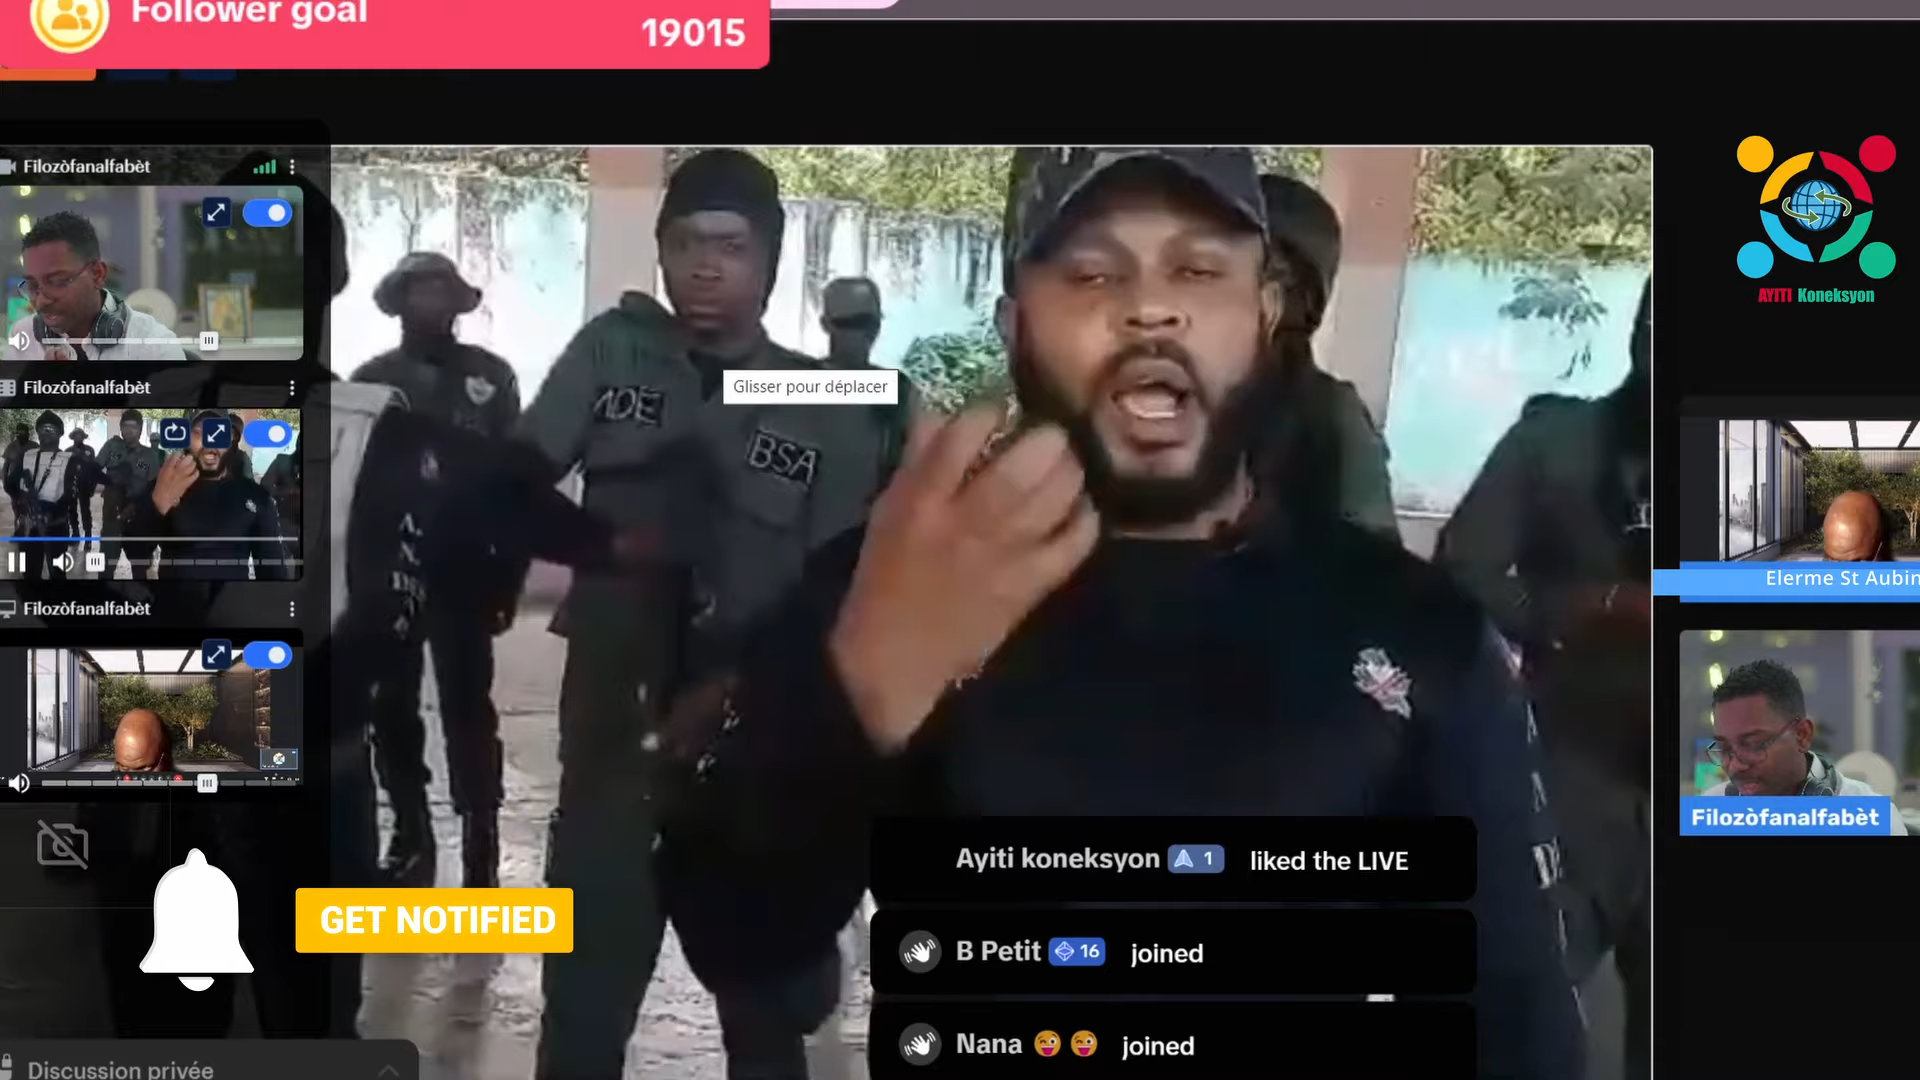 Follower goal
19015
Filozòfanalfabèt
Filozòfanalfabèt
Filozòfanalfabèt
Glisser pour déplacer
BSA
AYITI Koneksyon
Elerme St Aubin
Filozòfanalfabèt
Ayiti koneksyon 1 liked the LIVE
B Petit 16 joined
Nana 😜 😜 joined
GET NOTIFIED
Discussion privée